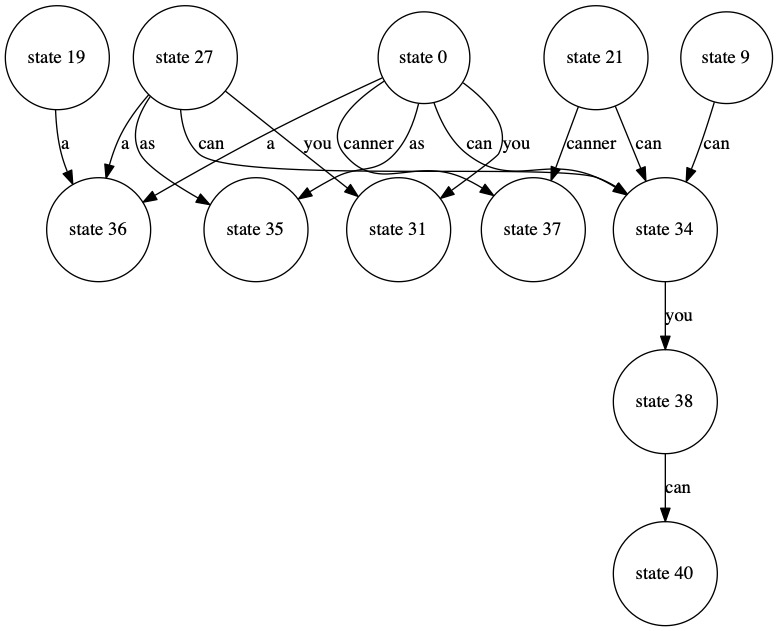 state 19 state 27 state 0 state 21 state 9
a a as can you a canner as can you canner can can
state 36 state 35 state 31 state 37 state 34
you
state 38
can
state 40